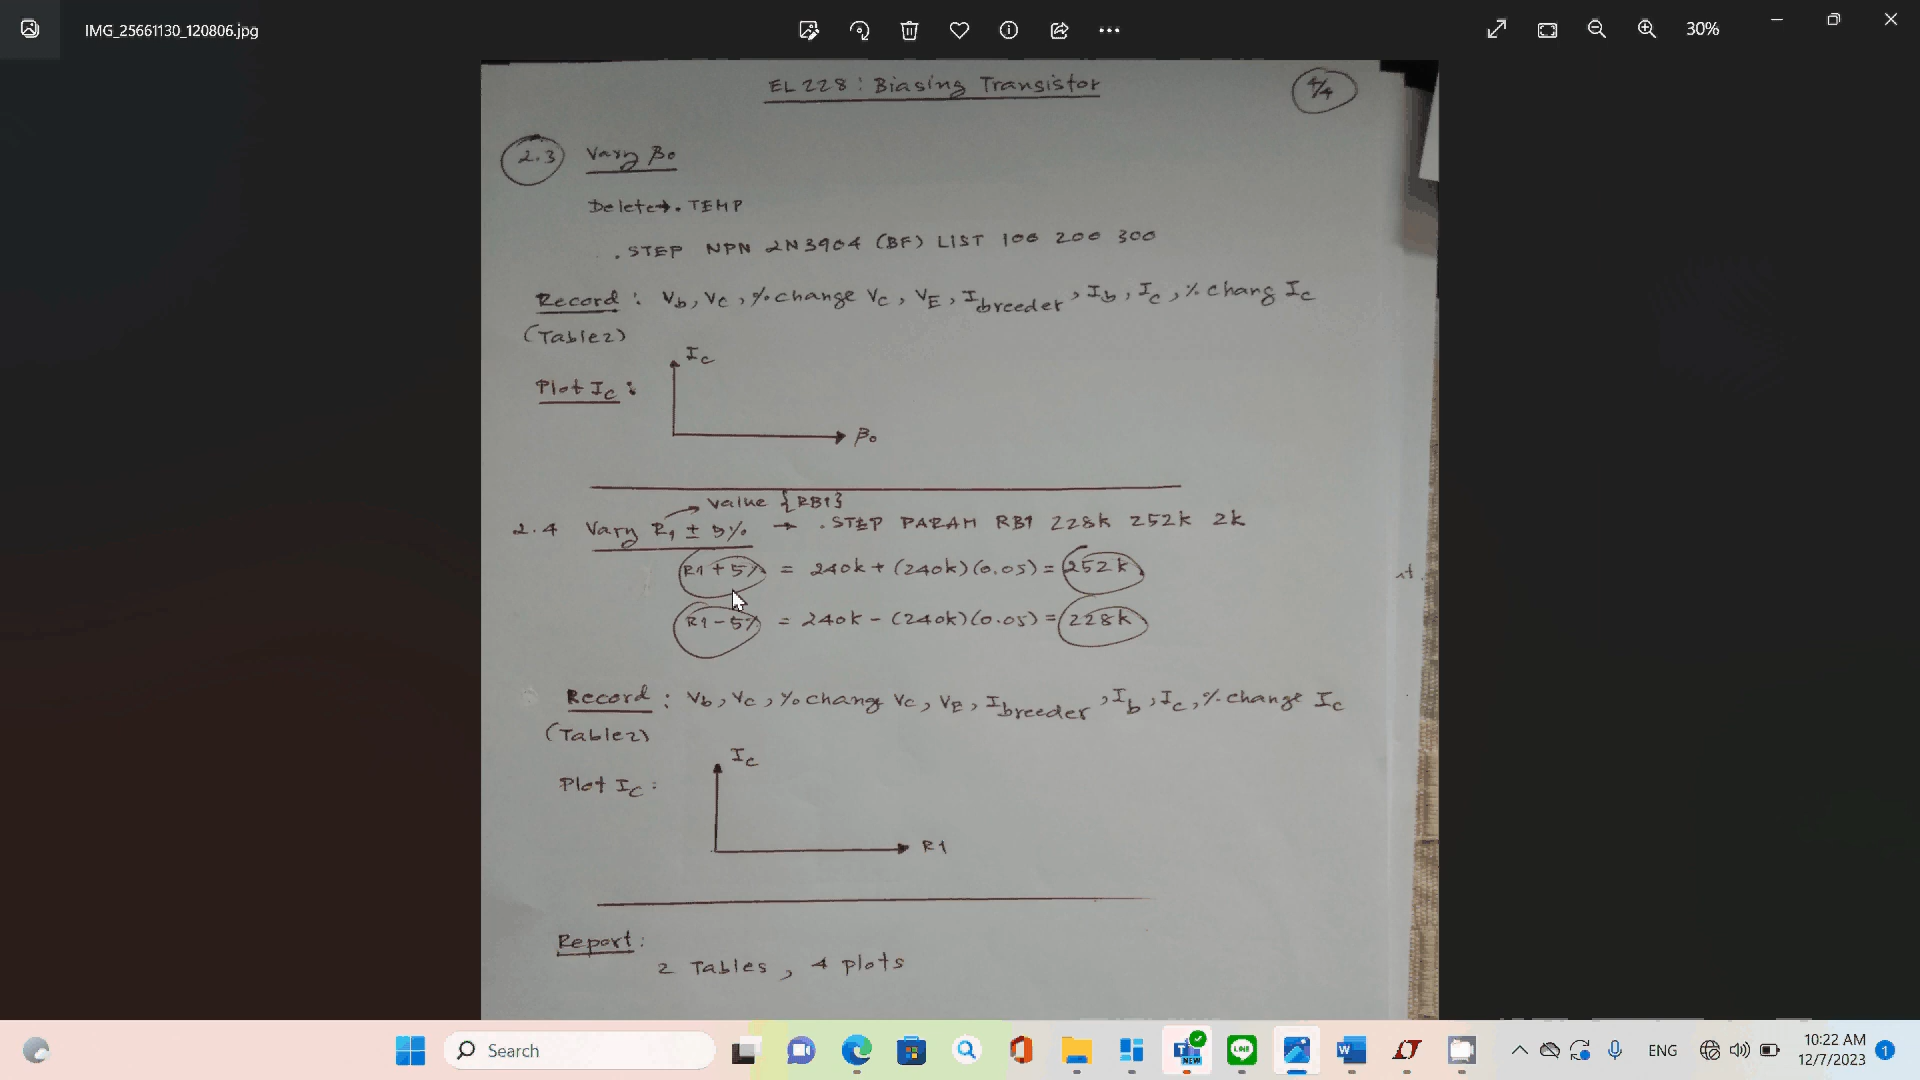 IMG_25661130_120806.jpg
30%
EL228 : Biasing Transistor
4/4
2.3 Vary βo
Delete→ .TEMP
.STEP NPN 2N3904 (BF) LIST 100 200 300
Record : Vb, Vc, % change Vc, VE, Ibreeder, Ib, Ic, % chang Ic
(Table2)
Ic
Plot Ic :
βo
value {RB1}
2.4 Vary R1 ± 5% → .STEP PARAM RB1 228k 252k 2k
R1 + 5% = 240k + (240k)(0.05) = 252k
R1 - 5% = 240k - (240k)(0.05) = 228k
Record : Vb, Vc, % change Vc, VE, Ibreeder, Ib, Ic, % change Ic
(Table2)
Ic
Plot Ic :
R1
Report :
2 Tables, 4 plots
Search
NEW
LINE
ENG
10:22 AM
12/7/2023
1